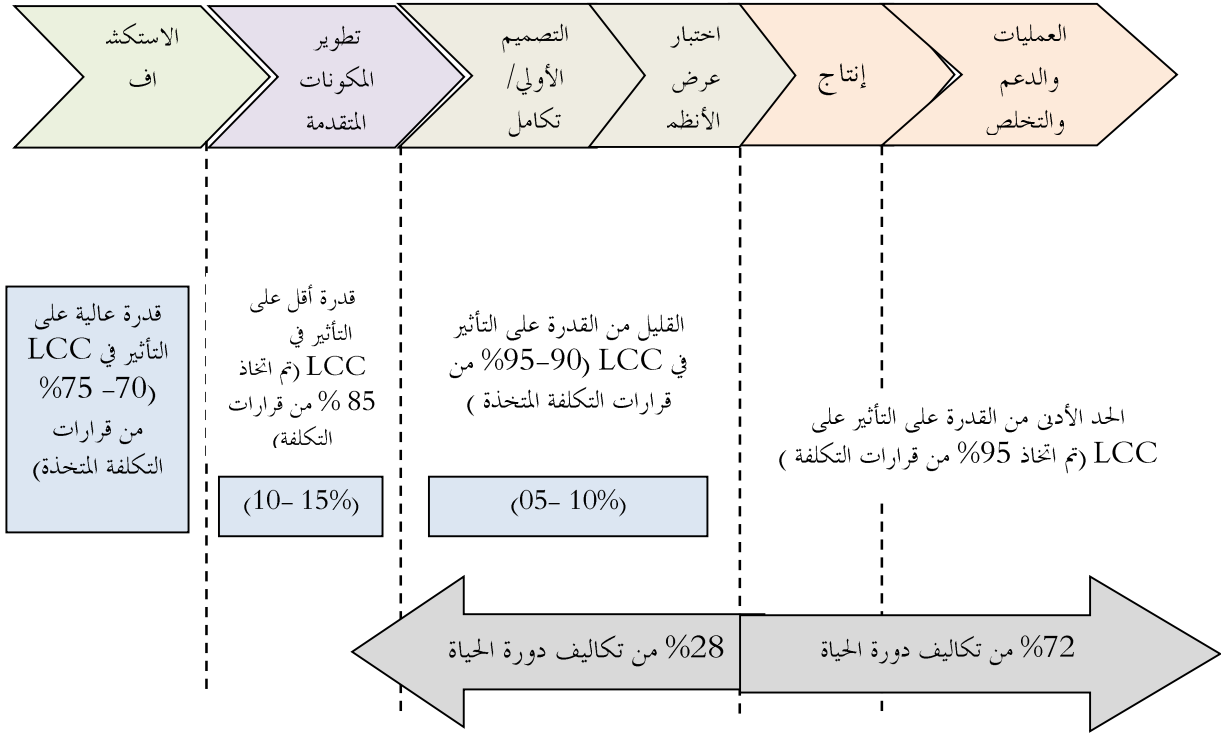 الاستكشـ
اف
تطوير
المكونات
المتقدمة
التصميم
الأولي/
تكامل
اختبار
عرض
الأنظمـ
إنتاج
العمليات
والدعم
والتخلص
قدرة عالية على
التأثير في LCC
(70– 75%
من قرارات
التكلفة المتخذة)
قدرة أقل على
التأثير في
LCC (تم اتخاذ
85 % من قرارات
التكلفة)
(10– 15%)
القليل من القدرة على التأثير
في LCC (90–95% من
قرارات التكلفة المتخذة )
(05– 10%)
الحد الأدنى من القدرة على التأثير على
LCC (تم اتخاذ 95% من قرارات التكلفة )
28% من تكاليف دورة الحياة
72% من تكاليف دورة الحياة